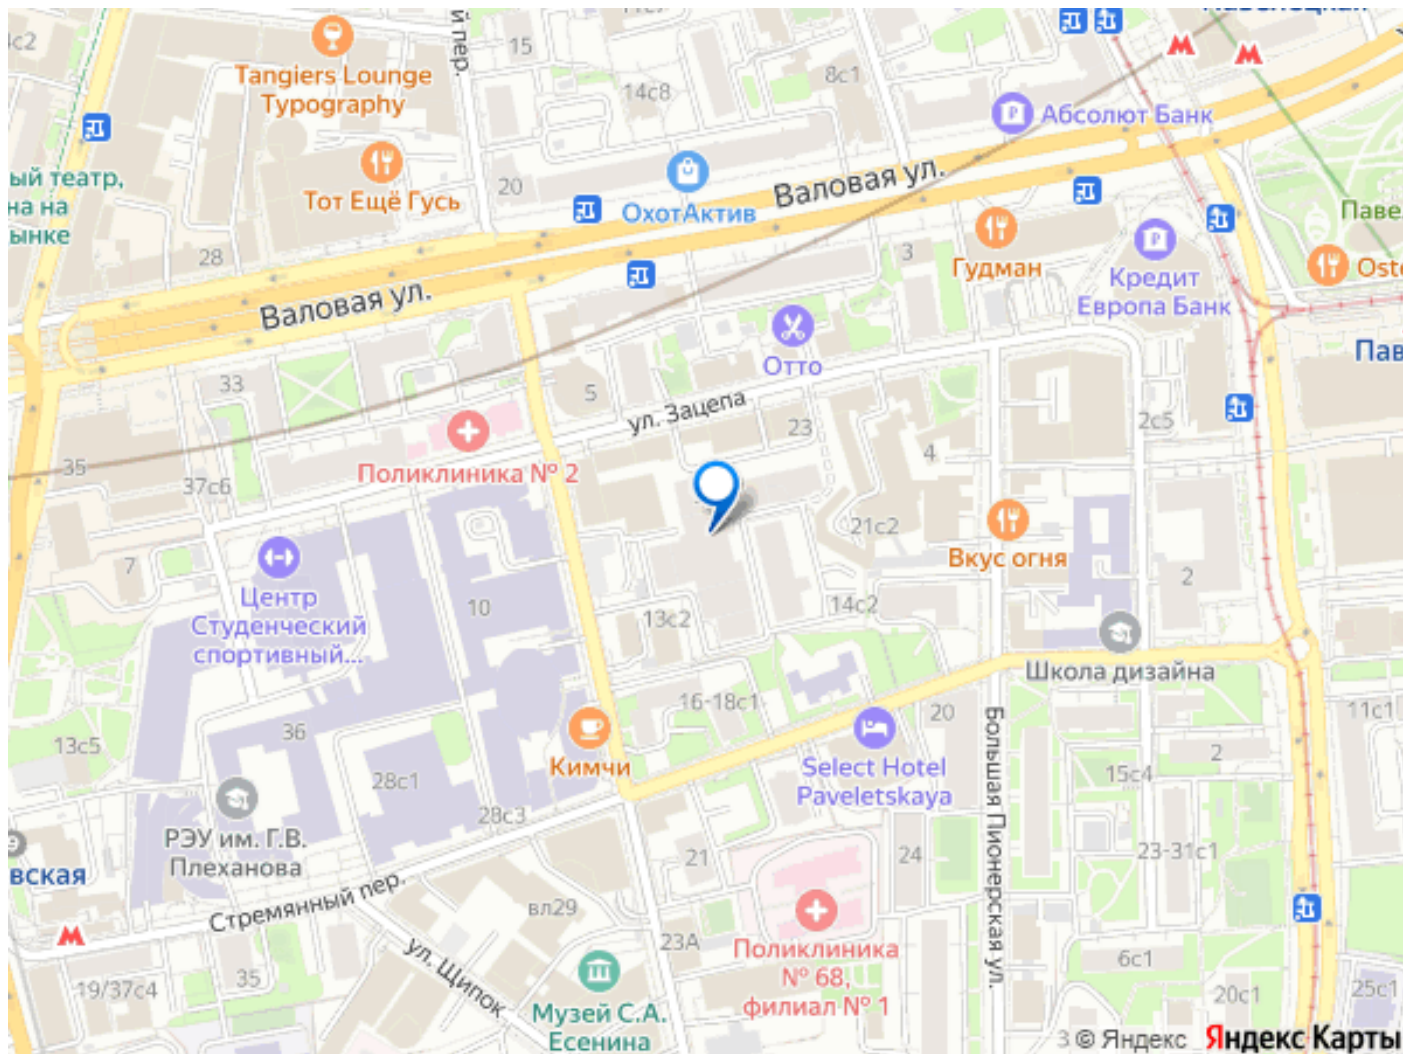 15
й пер.
8с1
14с8
Tangiers Lounge
Typography
Абсолют Банк
ый театр,
на на
ынке
Тот Ещё Гусь
20
ОхотАктив
Валовая ул.
28
3
Гудман
Кредит
Европа Банк
Паве
Oste
Валовая ул.
Отто
Пав
33
5
ул. Зацепа
23
2с5
4
35
37с6
Поликлиника № 2
21с2
Вкус огня
7
Центр
Студенческий
спортивный...
10
13с2
14с2
2
Школа дизайна
16-18с1
20
11с1
13с5
36
Кимчи
Select Hotel
Paveletskaya
Большая Пионерская ул.
2
15с4
28с1
28с3
РЭУ им. Г.В.
Плеханова
21
24
23-31с1
вская
Стремянный пер.
вл29
23А
Поликлиника
№ 68,
филиал № 1
6с1
ул. Щипок
35
19/37с4
Музей С.А.
Есенина
20с1
25с1
3 © Яндекс Яндекс Карты